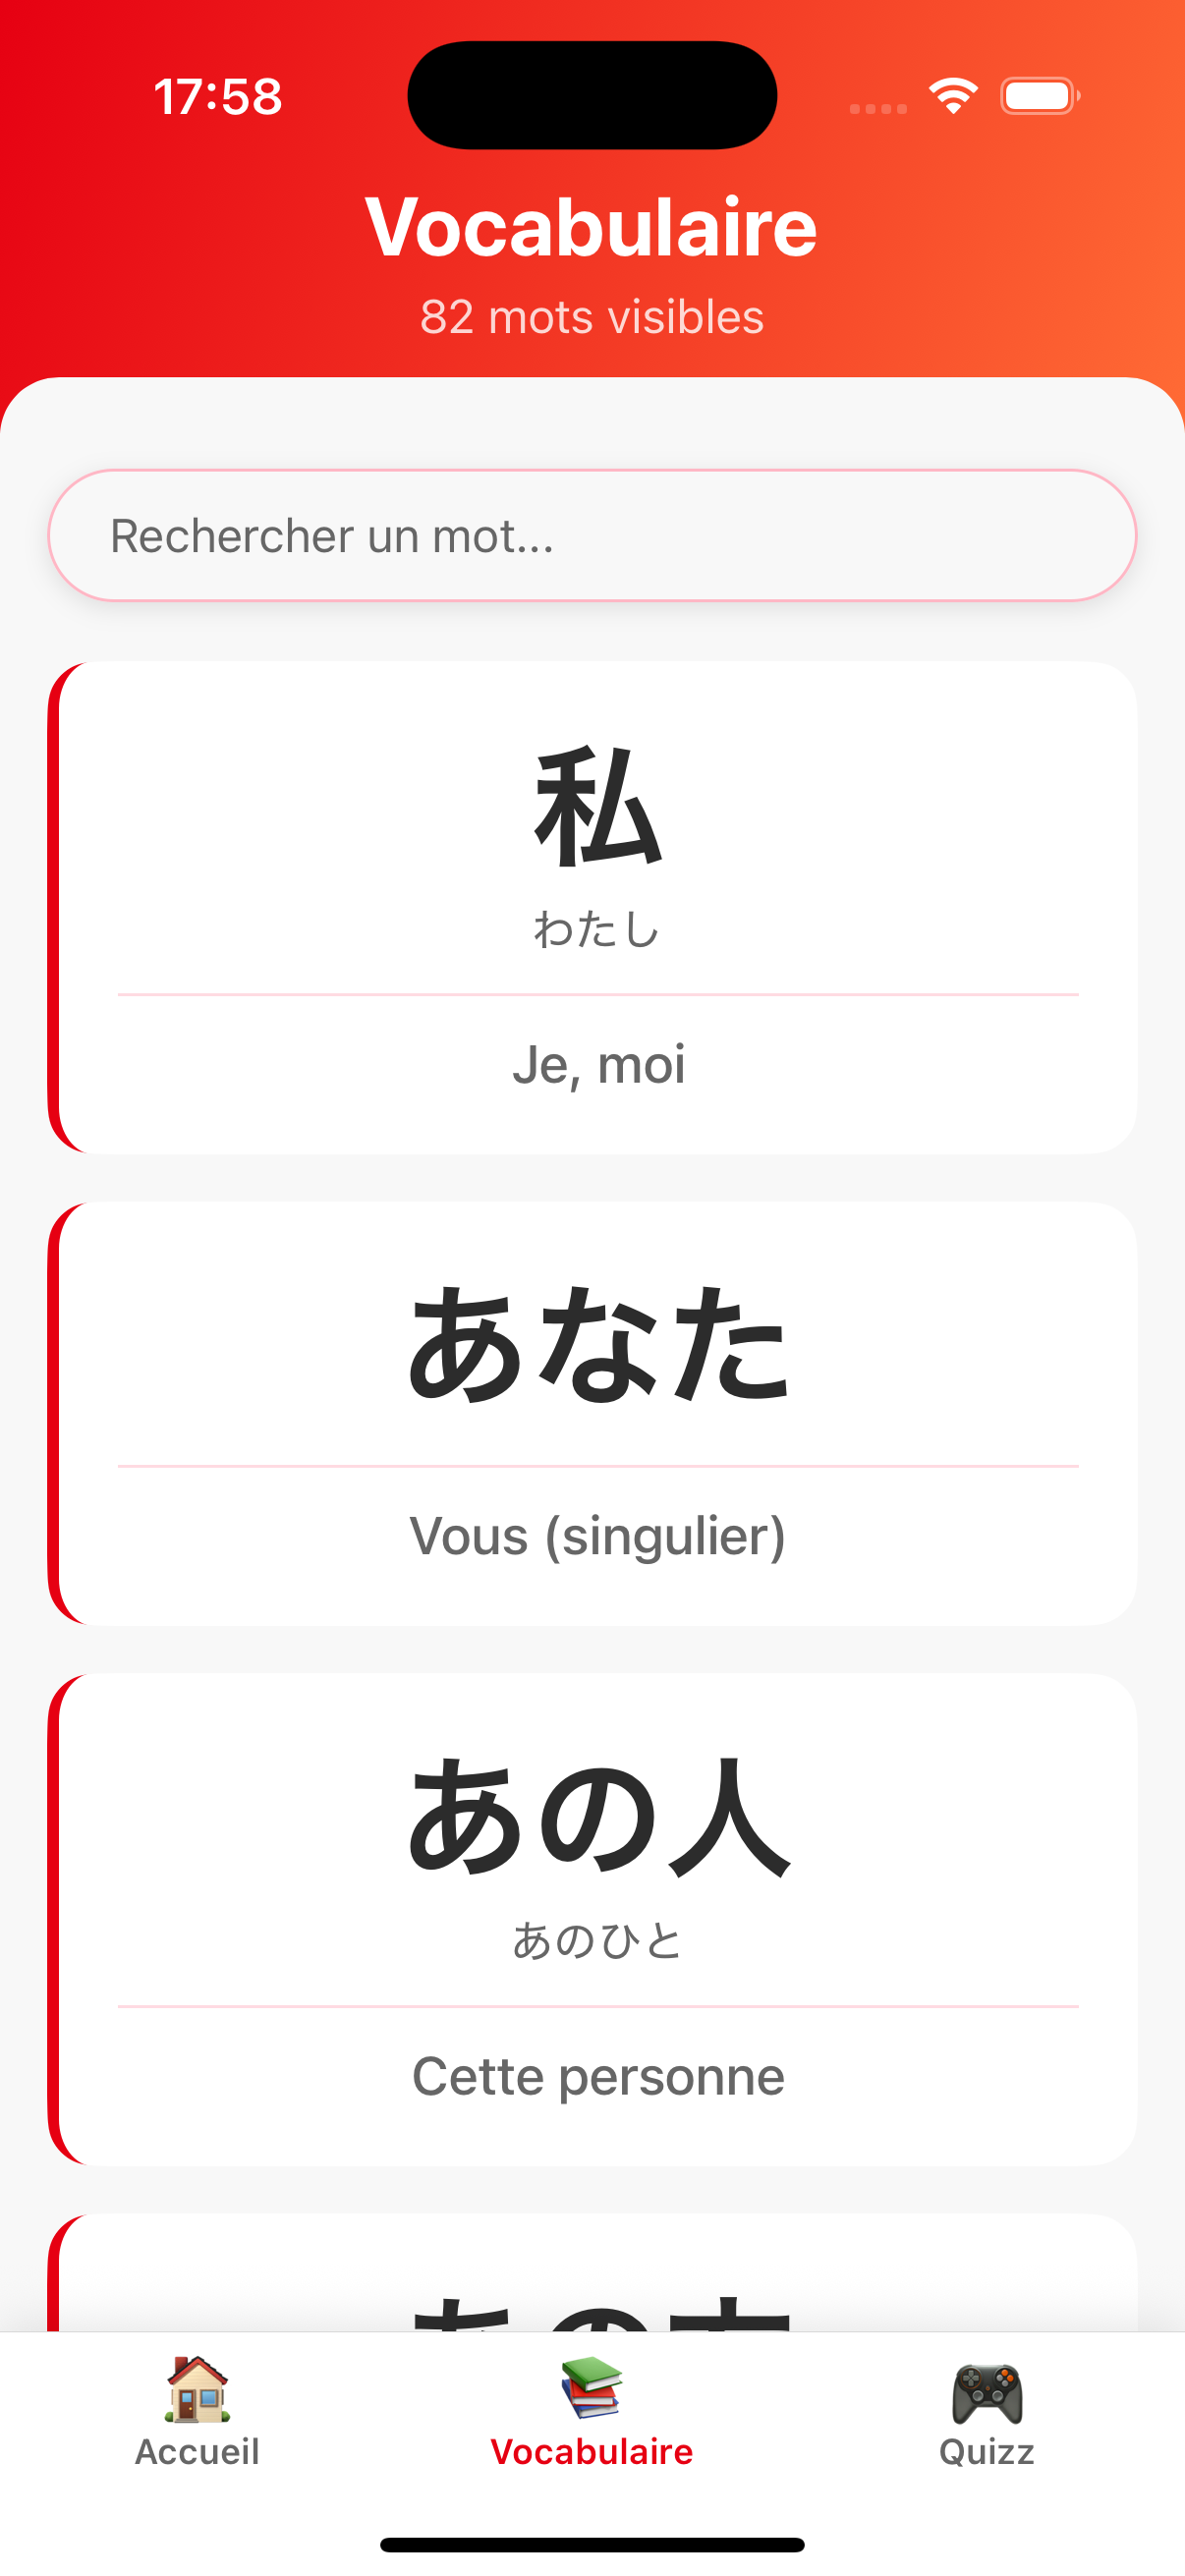 17:58
Vocabulaire
82 mots visibles
Rechercher un mot...
私
わたし
Je, moi
あなた
Vous (singulier)
あの人
あのひと
Cette personne
Accueil
Vocabulaire
Quizz